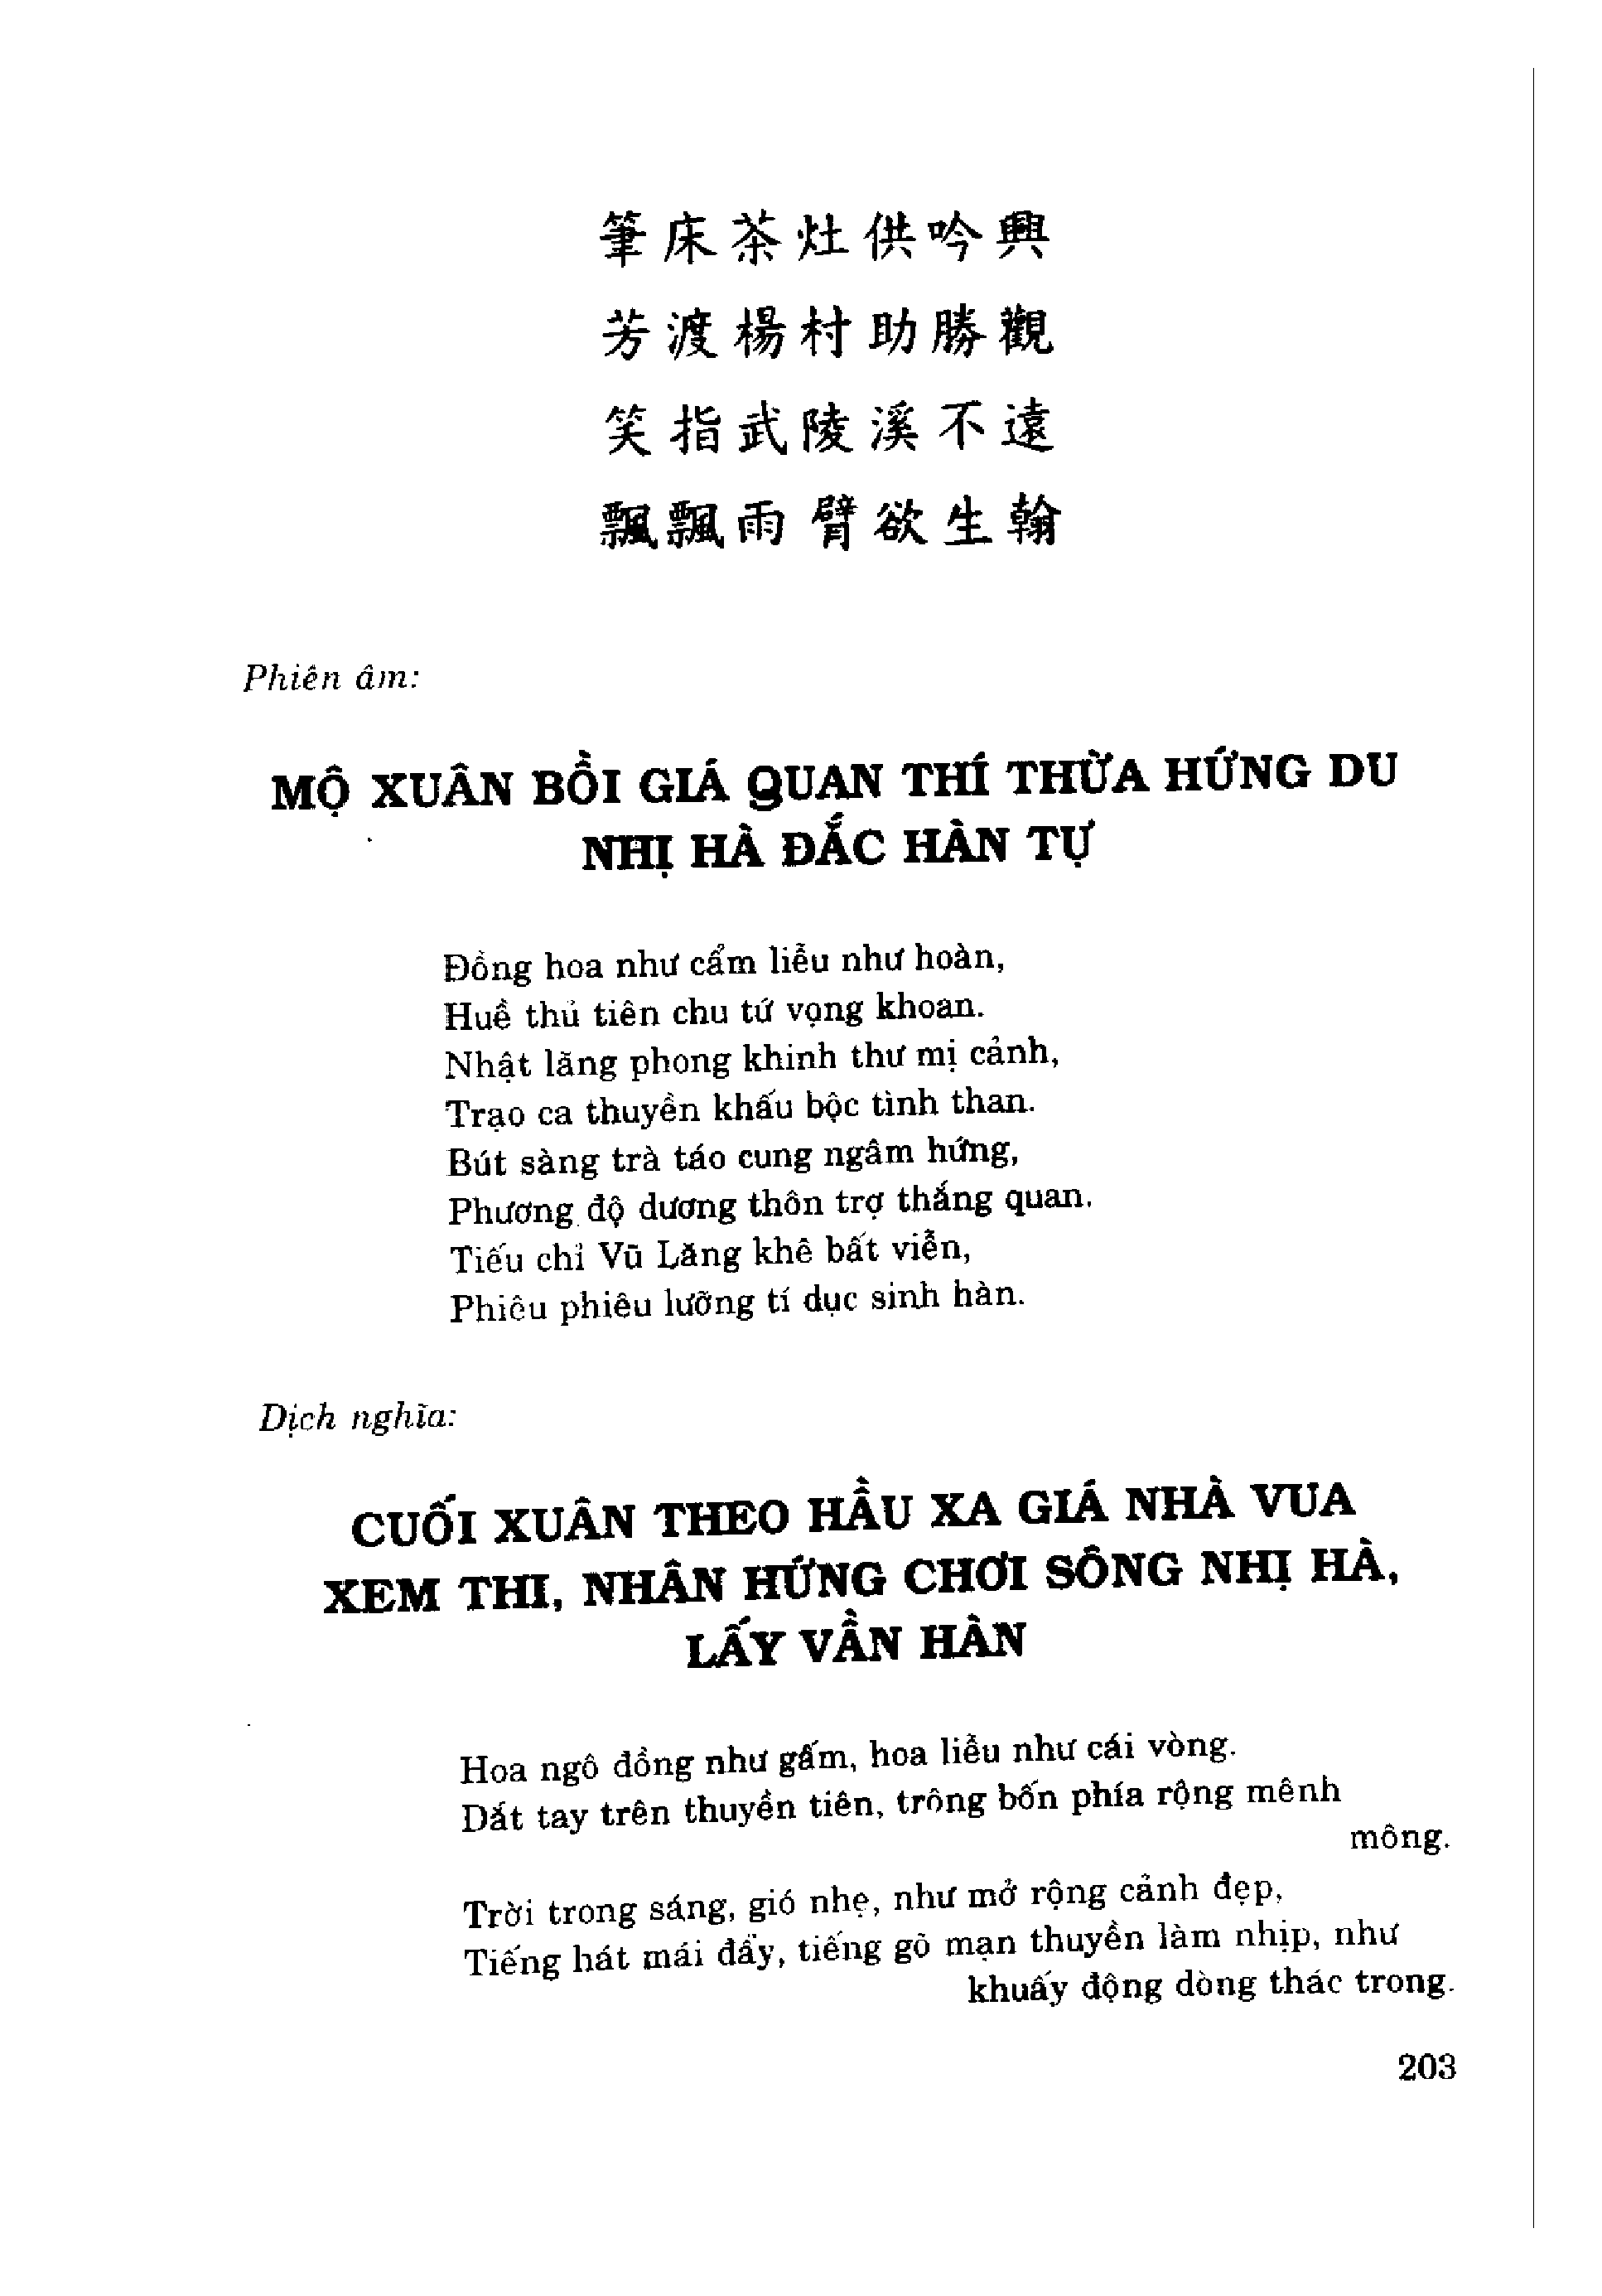 筆床茶灶供吟興
芳渡楊村助勝觀
笑指武陵溪不遠
飄飄雨臂欲生翰
Phiên âm:
MỘ XUÂN BỒI GIÁ QUAN THÍ THỪA HỨNG DU
NHỊ HÀ ĐẮC HÀN TỰ
Đồng hoa như cẩm liễu như hoàn,
Huề thủ tiên chu tứ vọng khoan.
Nhật lãng phong khinh thư mị cảnh,
Trạo ca thuyền khấu bộc tình than.
Bút sàng trà táo cung ngâm hứng,
Phương độ dương thôn trợ thắng quan.
Tiếu chỉ Vũ Lăng khê bất viễn,
Phiêu phiêu lưỡng tí dục sinh hàn.
Dịch nghĩa:
CUỐI XUÂN THEO HẦU XA GIÁ NHÀ VUA
XEM THI, NHÂN HỨNG CHƠI SÔNG NHỊ HÀ,
LẤY VẦN HÀN
Hoa ngô đồng như gấm, hoa liễu như cái vòng.
Dắt tay trên thuyền tiên, trông bốn phía rộng mênh
mông.
Trời trong sáng, gió nhẹ, như mở rộng cảnh đẹp,
Tiếng hát mái đẩy, tiếng gõ mạn thuyền làm nhịp, như
khuấy động dòng thác trong.
203